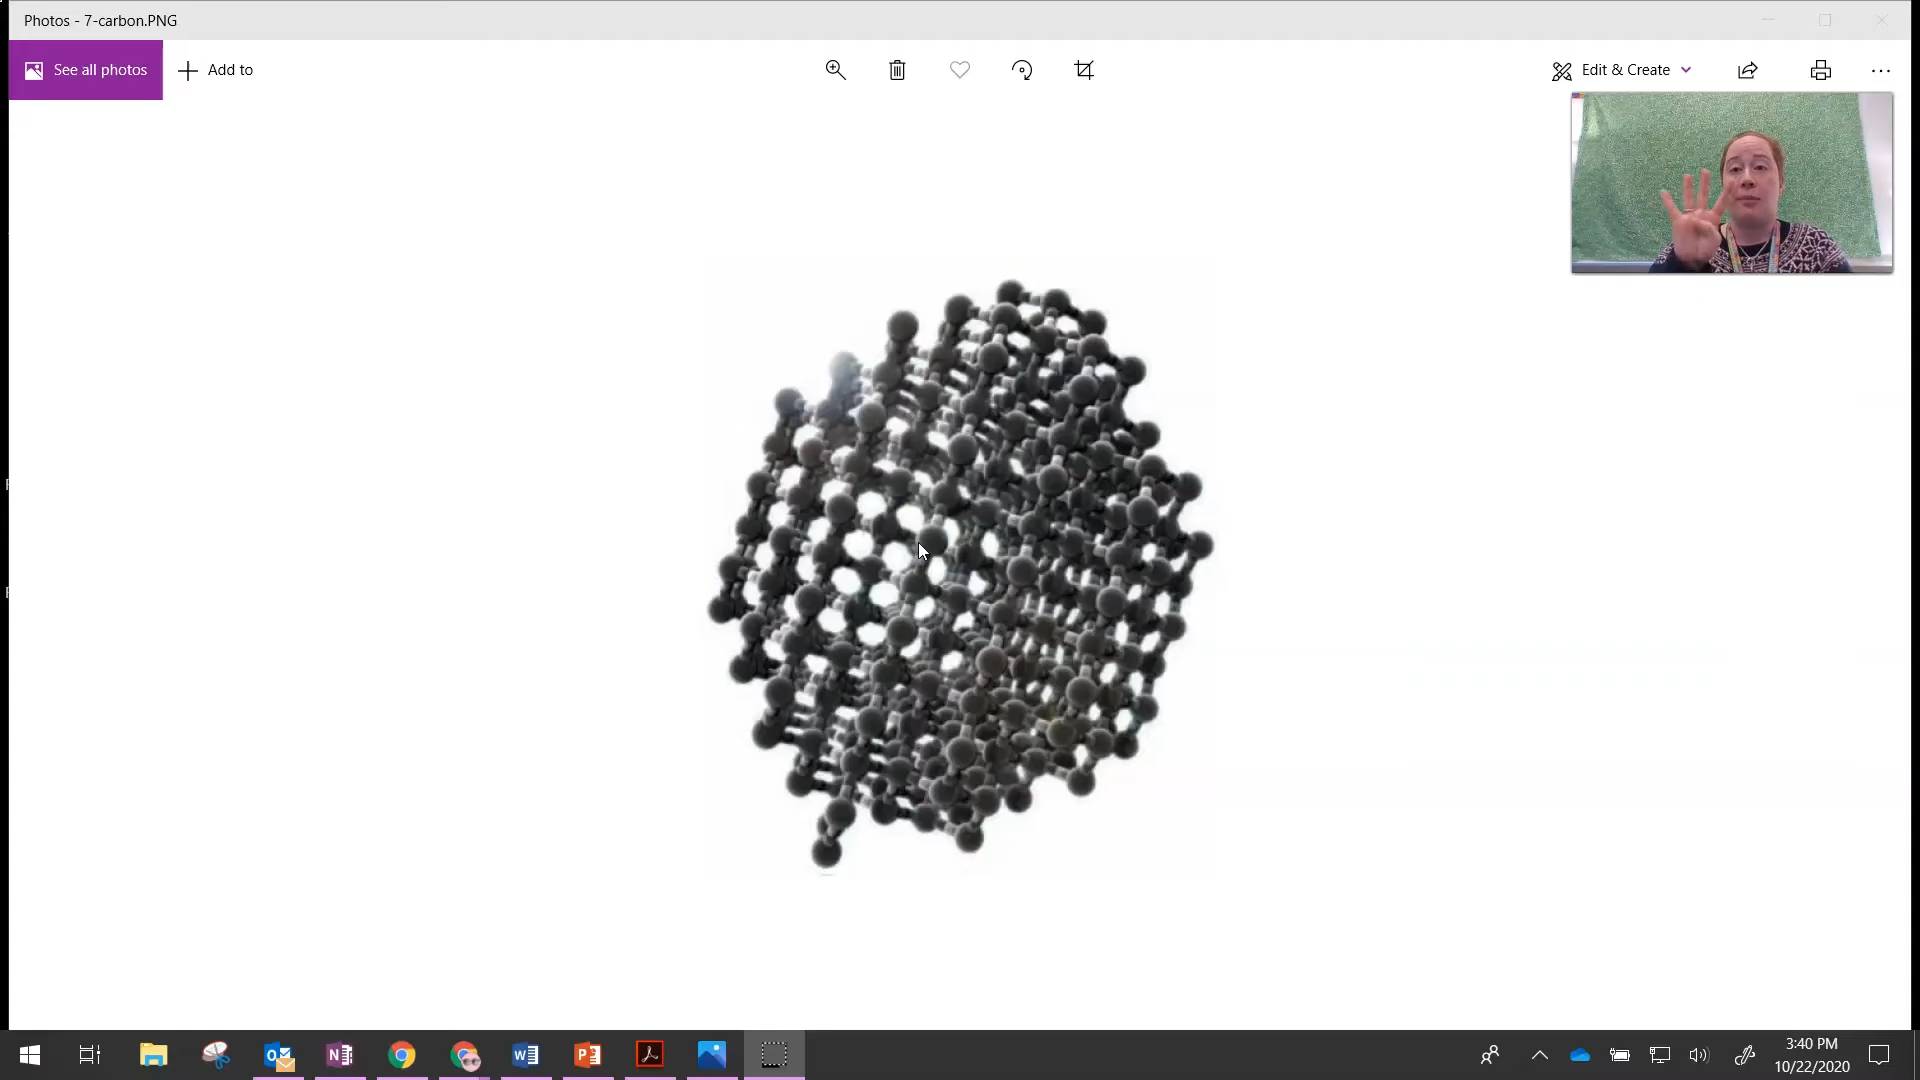 Photos - 7-carbon.PNG
See all photos
Add to
Edit & Create
3:40 PM
10/22/2020